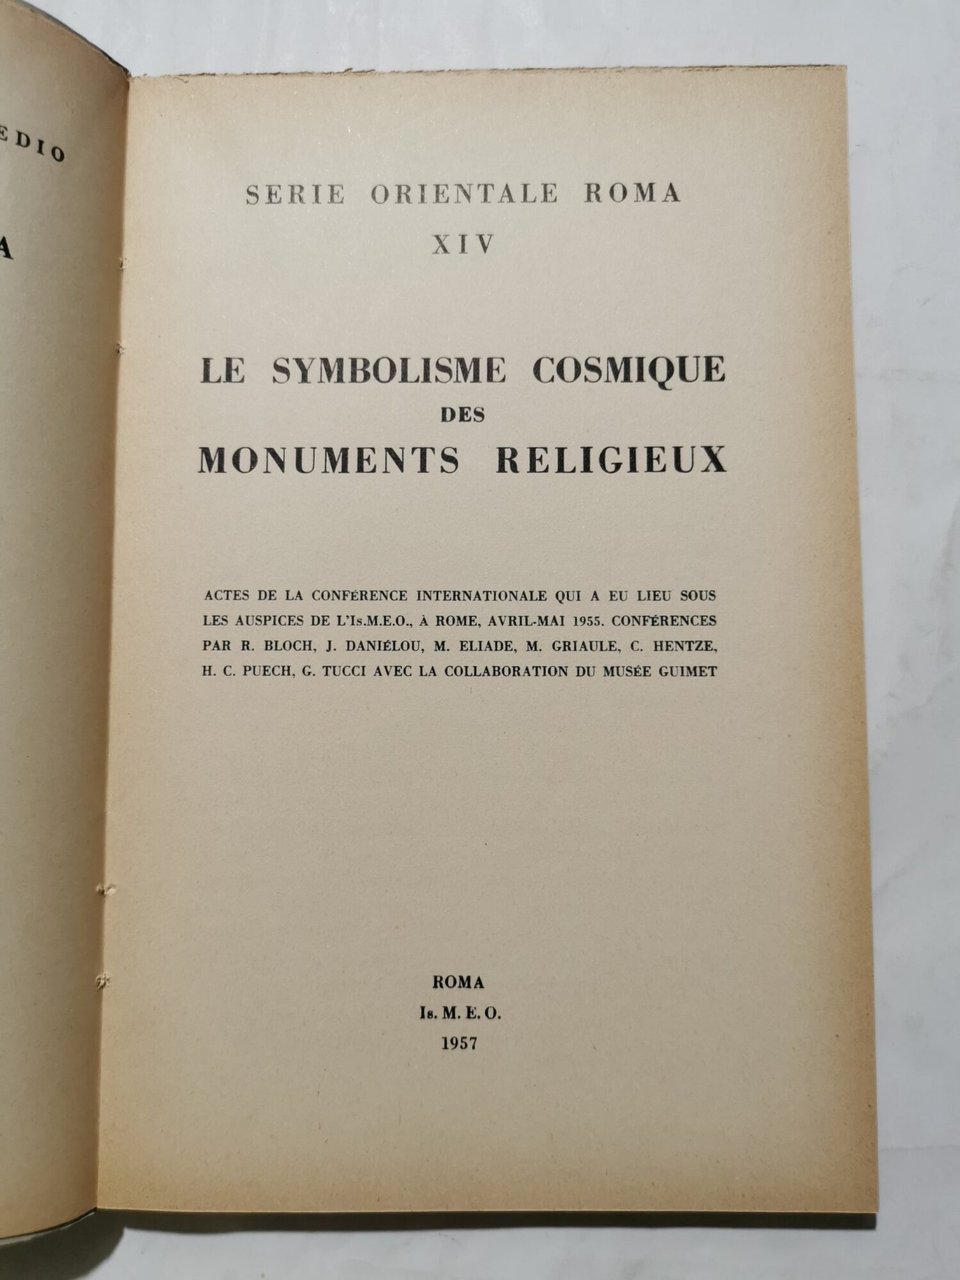 EDIO
A
SERIE ORIENTALE ROMA
XIV
LE SYMBOLISME COSMIQUE
DES
MONUMENTS RELIGIEUX
ACTES DE LA CONFÉRENCE INTERNATIONALE QUI A EU LIEU SOUS
LES AUSPICES DE L'Is.M.E.O., À ROME, AVRIL-MAI 1955. CONFÉRENCES
PAR R. BLOCH, J. DANIÉLOU, M. ELIADE, M. GRIAULE, C. HENTZE,
H. C. PUECH, G. TUCCI AVEC LA COLLABORATION DU MUSÉE GUIMET
ROMA
Is. M. E. O.
1957